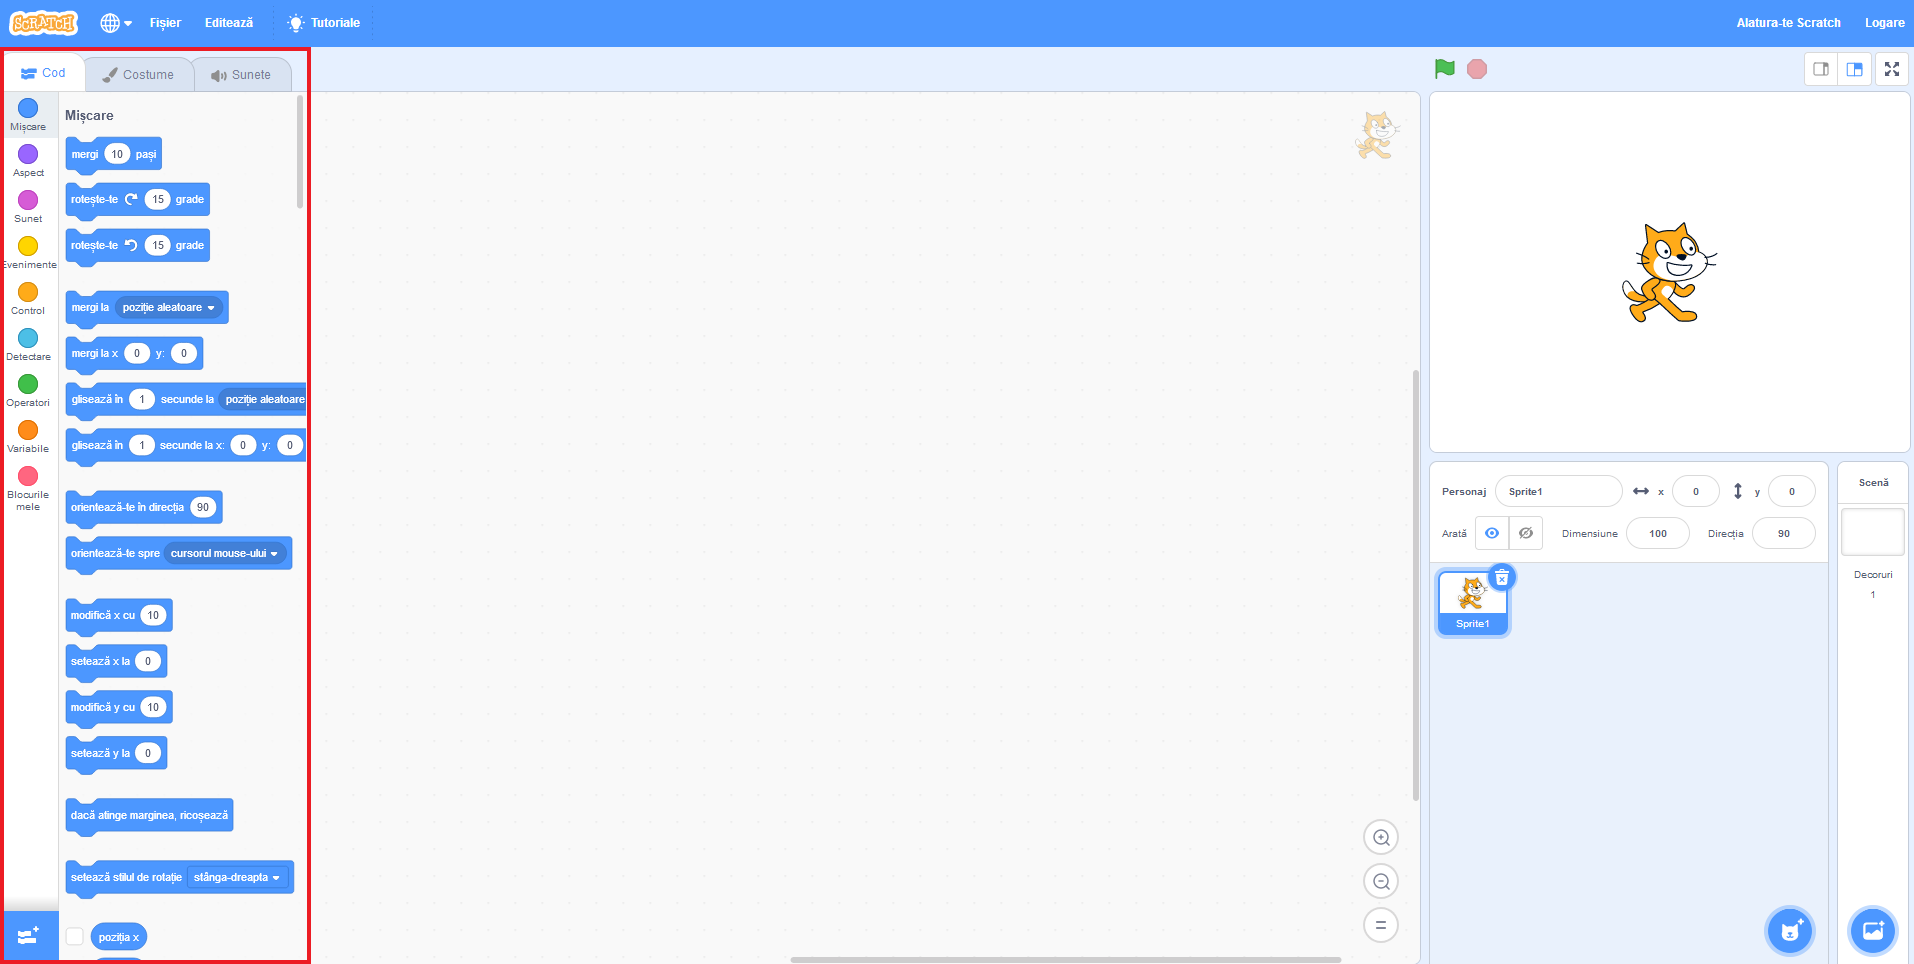 SCRATCH
Fișier
Editează
Tutoriale
Alatura-te Scratch
Logare
Cod
Costume
Sunete
Mișcare
Aspect
Sunet
Evenimente
Control
Detectare
Operatori
Variabile
Blocurile
mele
Mișcare
mergi 10 pași
rotește-te 15 grade
rotește-te 15 grade
mergi la poziție aleatoare
mergi la x 0 y: 0
glisează în 1 secunde la poziție aleatoare
glisează în 1 secunde la x: 0 y: 0
orientează-te în direcția 90
orientează-te spre cursorul mouse-ului
modifică x cu 10
setează x la 0
modifică y cu 10
setează y la 0
dacă atinge marginea, ricoșează
setează stilul de rotație stânga-dreapta
poziția x
Personaj Sprite1 x 0 y 0
Arată Dimensiune 100 Direcția 90
Sprite1
Scenă
Decoruri
1